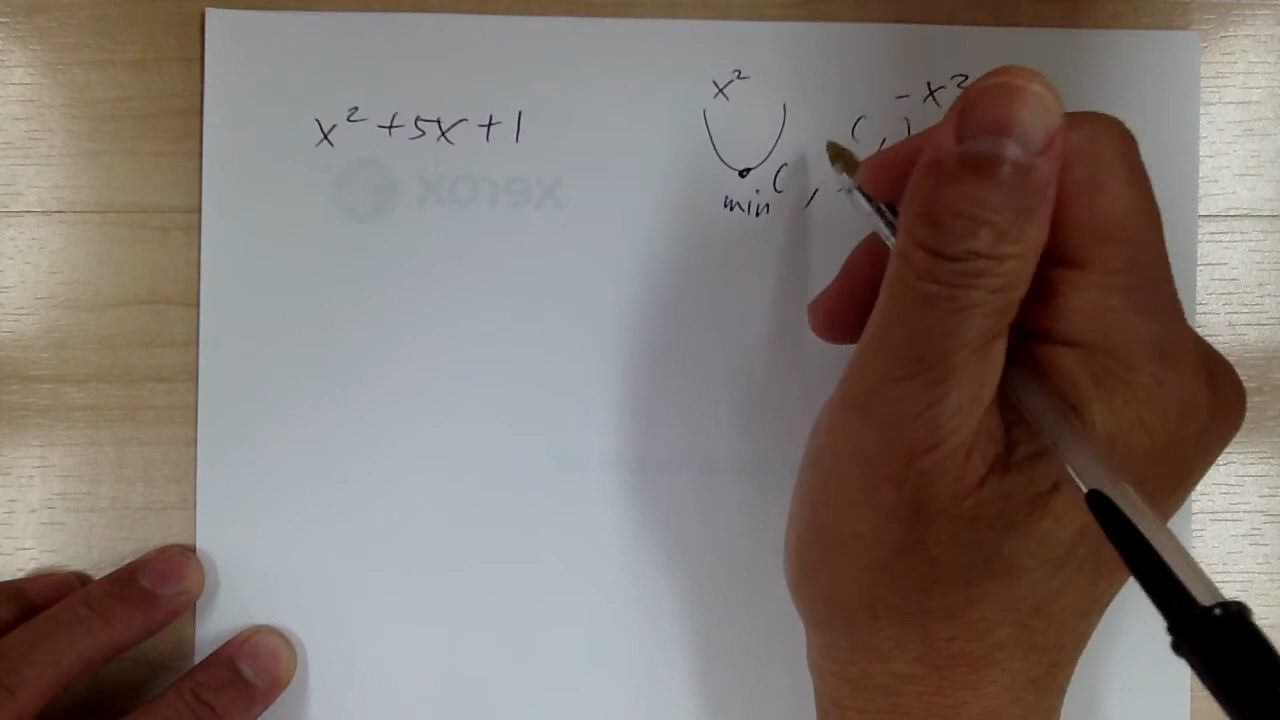 x² + 5x + 1
x²
-x²
( , )
min ( ,
xerox